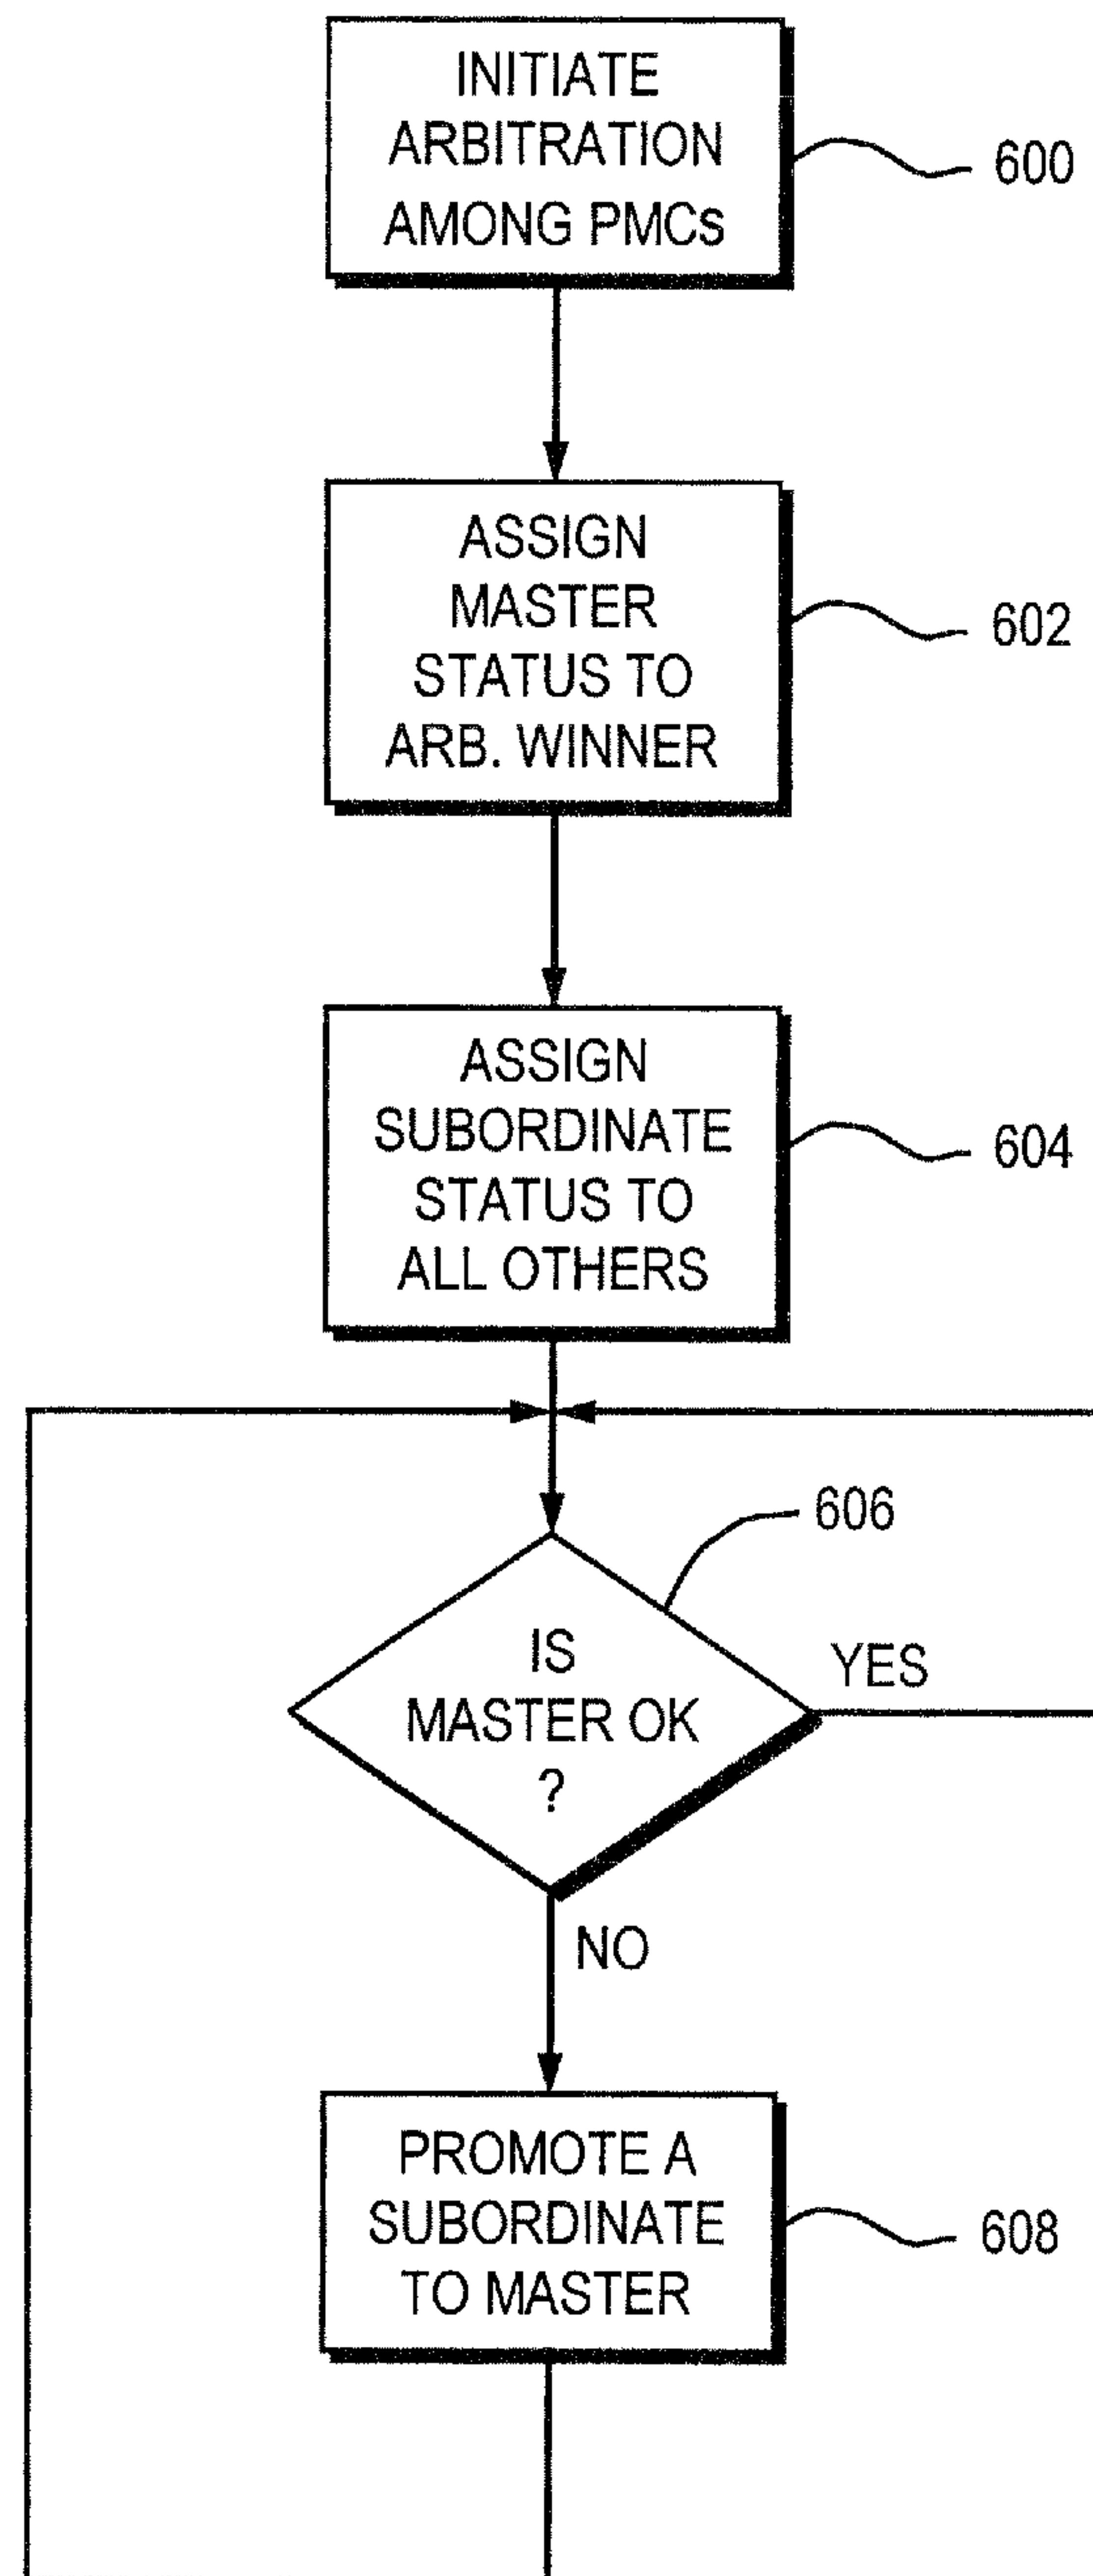 INITIATE
ARBITRATION
AMONG PMCs
600
ASSIGN
MASTER
STATUS TO
ARB. WINNER
602
ASSIGN
SUBORDINATE
STATUS TO
ALL OTHERS
604
606
IS
MASTER OK
?
YES
NO
PROMOTE A
SUBORDINATE
TO MASTER
608